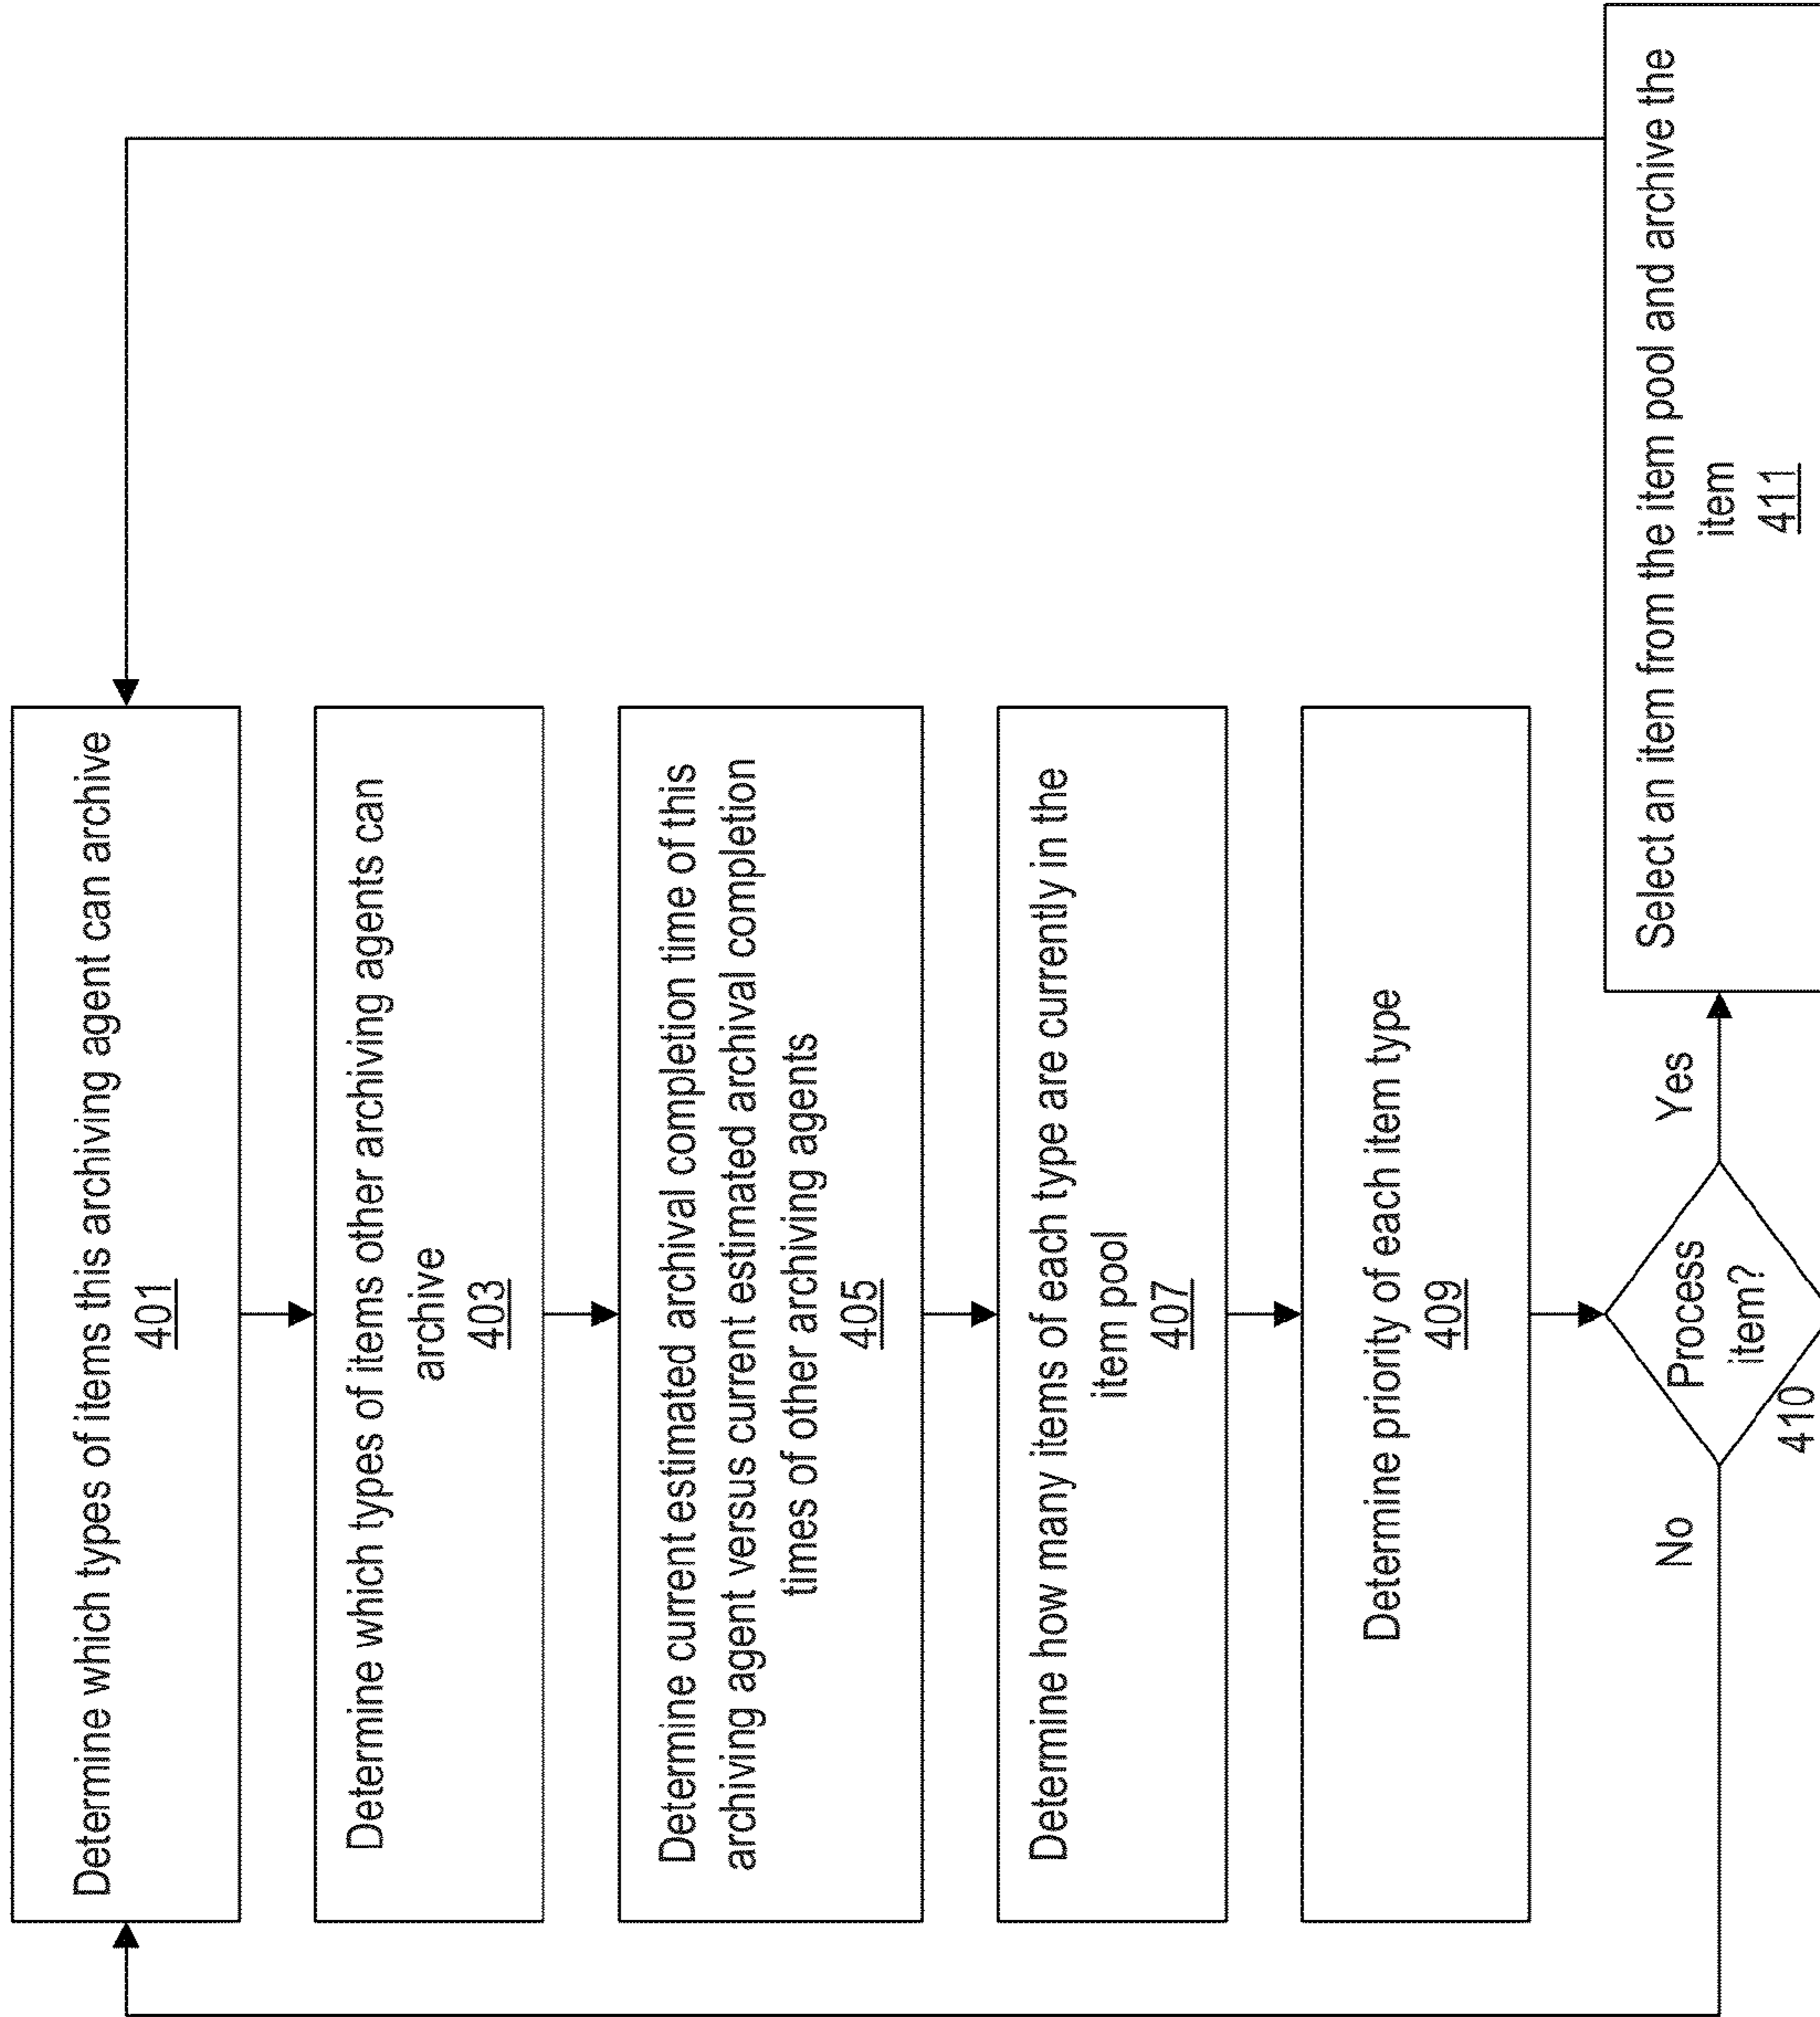 Determine which types of items this archiving agent can archive
401
Determine which types of items other archiving agents can
archive
403
Determine current estimated archival completion time of this
archiving agent versus current estimated archival completion
times of other archiving agents
405
Determine how many items of each type are currently in the
item pool
407
Determine priority of each item type
409
Process
item?
410
No
Yes
Select an item from the item pool and archive the
item
411